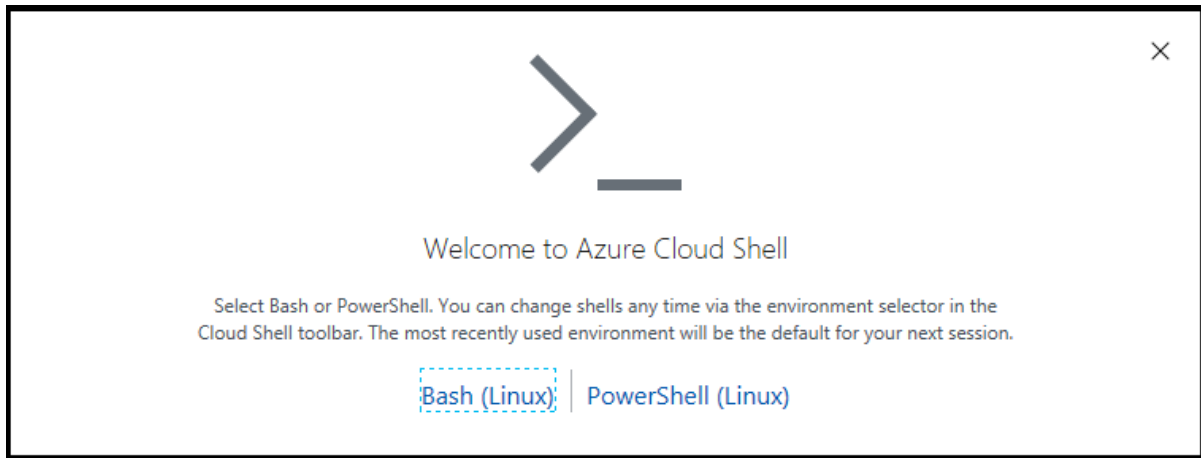 Welcome to Azure Cloud Shell
Select Bash or PowerShell. You can change shells any time via the environment selector in the
Cloud Shell toolbar. The most recently used environment will be the default for your next session.
Bash (Linux) PowerShell (Linux)